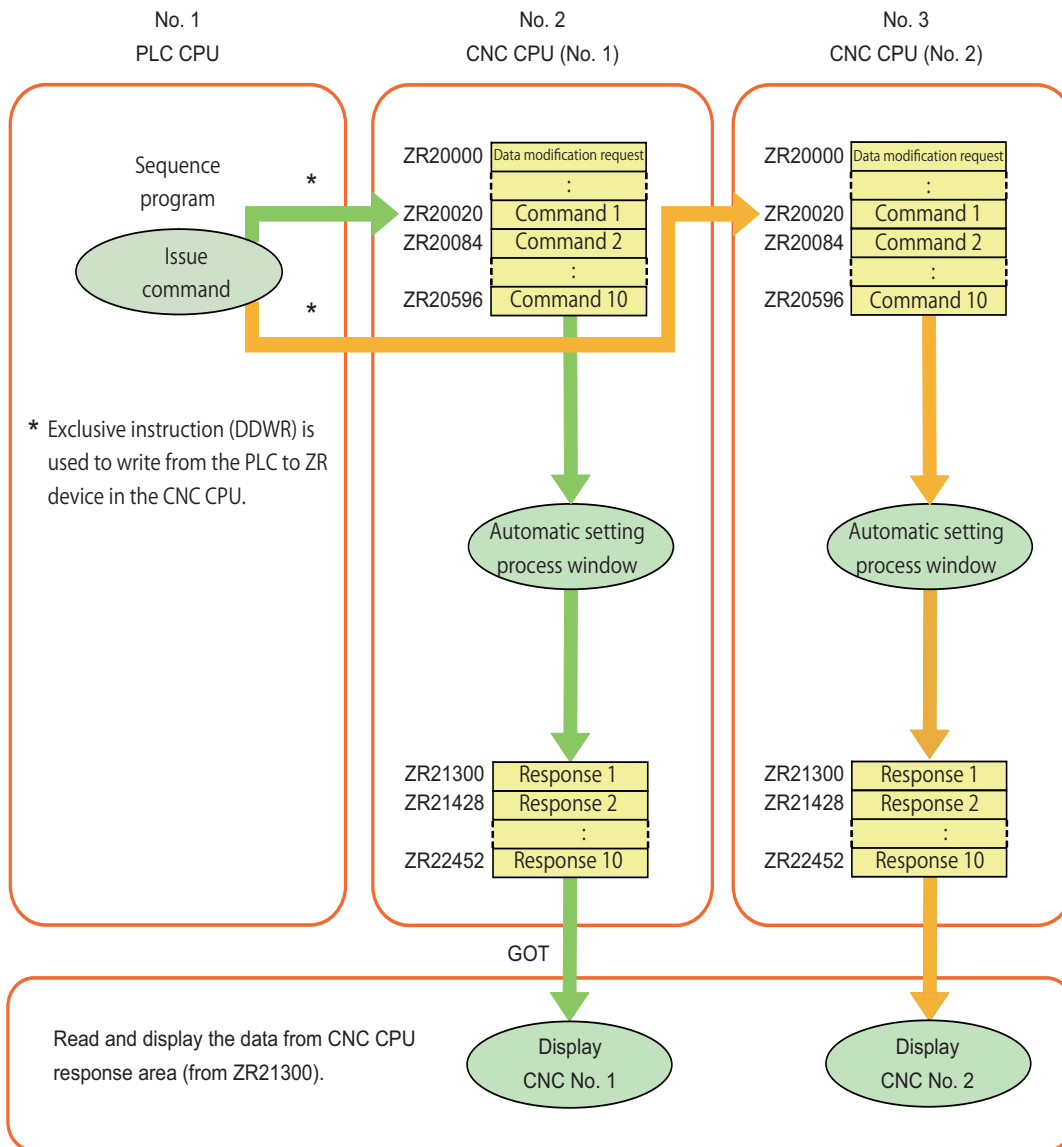 No. 1
PLC CPU
No. 2
CNC CPU (No. 1)
No. 3
CNC CPU (No. 2)
Sequence
program
*
Issue
command
*
* Exclusive instruction (DDWR) is
used to write from the PLC to ZR
device in the CNC CPU.
ZR20000 Data modification request
:
ZR20020 Command 1
ZR20084 Command 2
:
ZR20596 Command 10
Automatic setting
process window
ZR21300 Response 1
ZR21428 Response 2
:
ZR22452 Response 10
ZR20000 Data modification request
:
ZR20020 Command 1
ZR20084 Command 2
:
ZR20596 Command 10
Automatic setting
process window
ZR21300 Response 1
ZR21428 Response 2
:
ZR22452 Response 10
GOT
Read and display the data from CNC CPU
response area (from ZR21300).
Display
CNC No. 1
Display
CNC No. 2